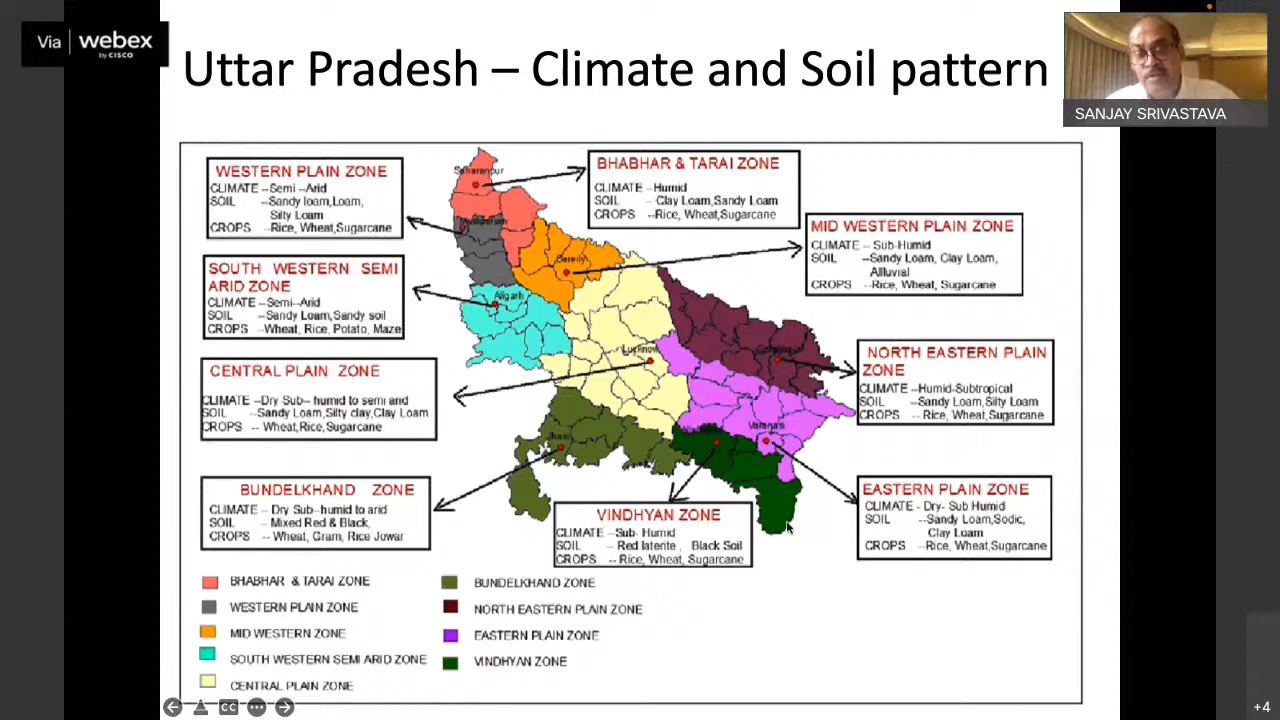 Via webex
by CISCO
Uttar Pradesh – Climate and Soil pattern
SANJAY SRIVASTAVA
WESTERN PLAIN ZONE
CLIMATE --Semi --Arid
SOIL --Sandy loam,Loam,
Silty Loam
CROPS --Rice, Wheat,Sugarcane
BHABHAR & TARAI ZONE
CLIMATE --Humid
SOIL - Clay Loam,Sandy Loam
CROPS --Rice, Wheat,Sugarcane
MID WESTERN PLAIN ZONE
CLIMATE -- Sub-Humid
SOIL --Sandy Loam, Clay Loam,
Allluvial
CROPS --Rice, Wheat, Sugarcane
SOUTH WESTERN SEMI
ARID ZONE
CLIMATE --Semi--Arid
SOIL --Sandy Loam,Sandy soil
CROPS --Wheat, Rice, Potato, Maze
CENTRAL PLAIN ZONE
CLIMATE --Dry Sub-- humid to semi arid
SOIL --Sandy Loam,Silty clay,Clay Loam
CROPS -- Wheat,Rice,Sugarcane
NORTH EASTERN PLAIN
ZONE
CLIMATE --Humid-Subtropical
SOIL --Sandy Loam,Silty Loam
CROPS -- Rice, Wheat,Sugarcane
BUNDELKHAND ZONE
CLIMATE -- Dry Sub--humid to arid
SOIL -- Mixed Red & Black,
CROPS -- Wheat, Gram, Rice Jowar
VINDHYAN ZONE
CLIMATE --Sub- Humid
SOIL -- Red laterite , Black Soil
CROPS -- Rice, Wheat, Sugarcane
EASTERN PLAIN ZONE
CLIMATE - Dry- Sub Humid
SOIL --Sandy Loam,Sodic,
Clay Loam
CROPS --Rice, Wheat,Sugarcane
Saharanpur
Bareily
Aligarh
Lucknow
Jhasi
Varanasi
BHABHAR & TARAI ZONE
WESTERN PLAIN ZONE
MID WESTERN ZONE
SOUTH WESTERN SEMI ARID ZONE
CENTRAL PLAIN ZONE
BUNDELKHAND ZONE
NORTH EASTERN PLAIN ZONE
EASTERN PLAIN ZONE
VINDHYAN ZONE
CC
+4